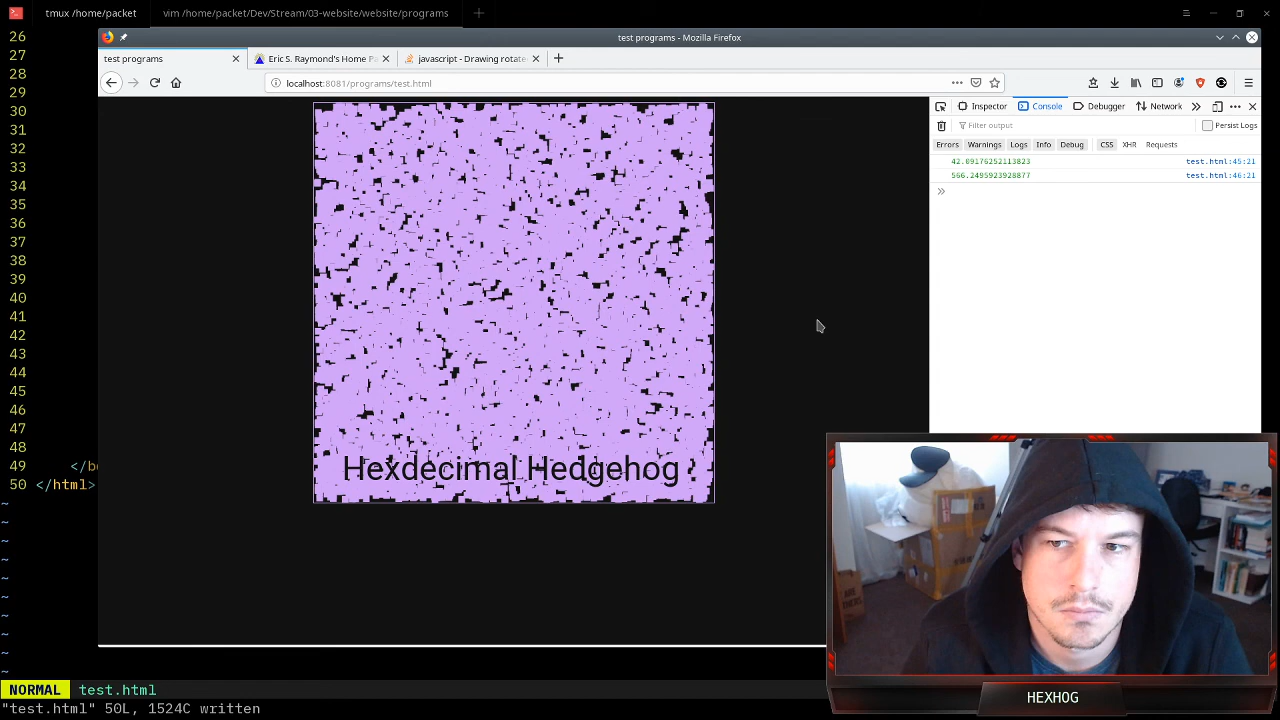 tmux /home/packet
vim /home/packet/Dev/Stream/03-website/website/programs
test programs - Mozilla Firefox
test programs
Eric S. Raymond's Home Pa
javascript - Drawing rotate
localhost:8081/programs/test.html
Inspector
Console
Debugger
Network
Filter output
Persist Logs
Errors
Warnings
Logs
Info
Debug
CSS
XHR
Requests
42.09176252113823 test.html:45:21
566.2495923928877 test.html:46:21
26
27
28
29
30
31
32
33
34
35
36
37
38
39
40
41
42
43
44
45
46
47
48
49 </bo
50 </html>
~
~
~
~
~
~
~
~
~
~
Hexdecimal Hedgehog
HEXHOG
NORMAL test.html
"test.html" 50L, 1524C written